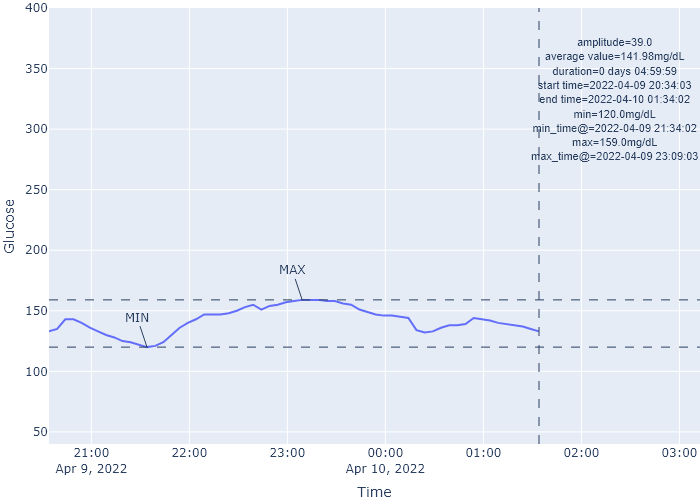 400
350
300
250
200
150
100
50
Glucose
amplitude=39.0
average value=141.98mg/dL
duration=0 days 04:59:59
start time=2022-04-09 20:34:03
end time=2022-04-10 01:34:02
min=120.0mg/dL
min_time@=2022-04-09 21:34:02
max=159.0mg/dL
max_time@=2022-04-09 23:09:03
MAX
MIN
21:00 22:00 23:00 00:00 01:00 02:00 03:00
Apr 9, 2022 Apr 10, 2022
Time